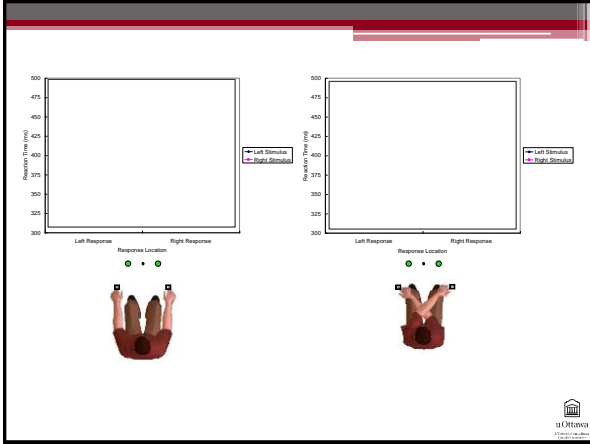 500
475
450
425
400
375
350
325
300
Reaction Time (ms)
Left Response Right Response
Response Location
Left Stimulus
Right Stimulus
500
475
450
425
400
375
350
325
300
Reaction Time (ms)
Left Response Right Response
Response Location
Left Stimulus
Right Stimulus
uOttawa